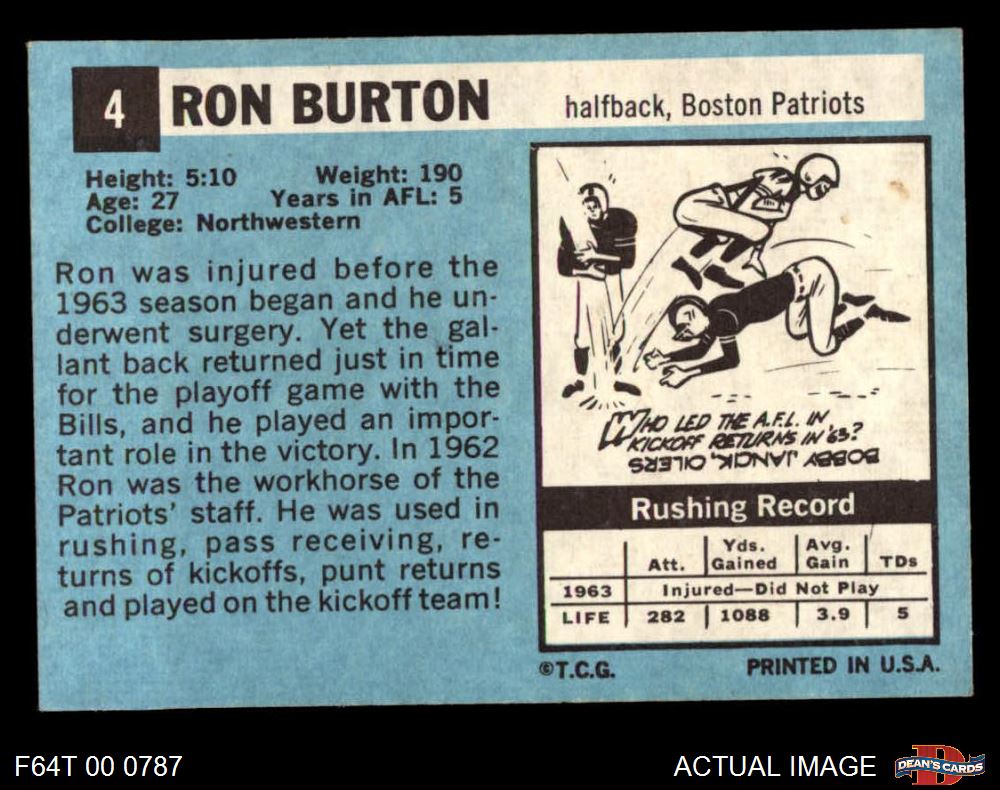 4 RON BURTON halfback, Boston Patriots
Height: 5:10 Weight: 190
Age: 27 Years in AFL: 5
College: Northwestern
Ron was injured before the
1963 season began and he un-
derwent surgery. Yet the gal-
lant back returned just in time
for the playoff game with the
Bills, and he played an impor-
tant role in the victory. In 1962
Ron was the workhorse of the
Patriots' staff. He was used in
rushing, pass receiving, re-
turns of kickoffs, punt returns
and played on the kickoff team!
WHO LED THE A.F.L. IN
KICKOFF RETURNS IN '63?
BOBBY JANCIK, OILERS
Rushing Record
Att. Yds. Gained Avg. Gain TDs
1963 Injured—Did Not Play
LIFE 282 1088 3.9 5
©T.C.G. PRINTED IN U.S.A.
F64T 00 0787 ACTUAL IMAGE DEAN'S CARDS